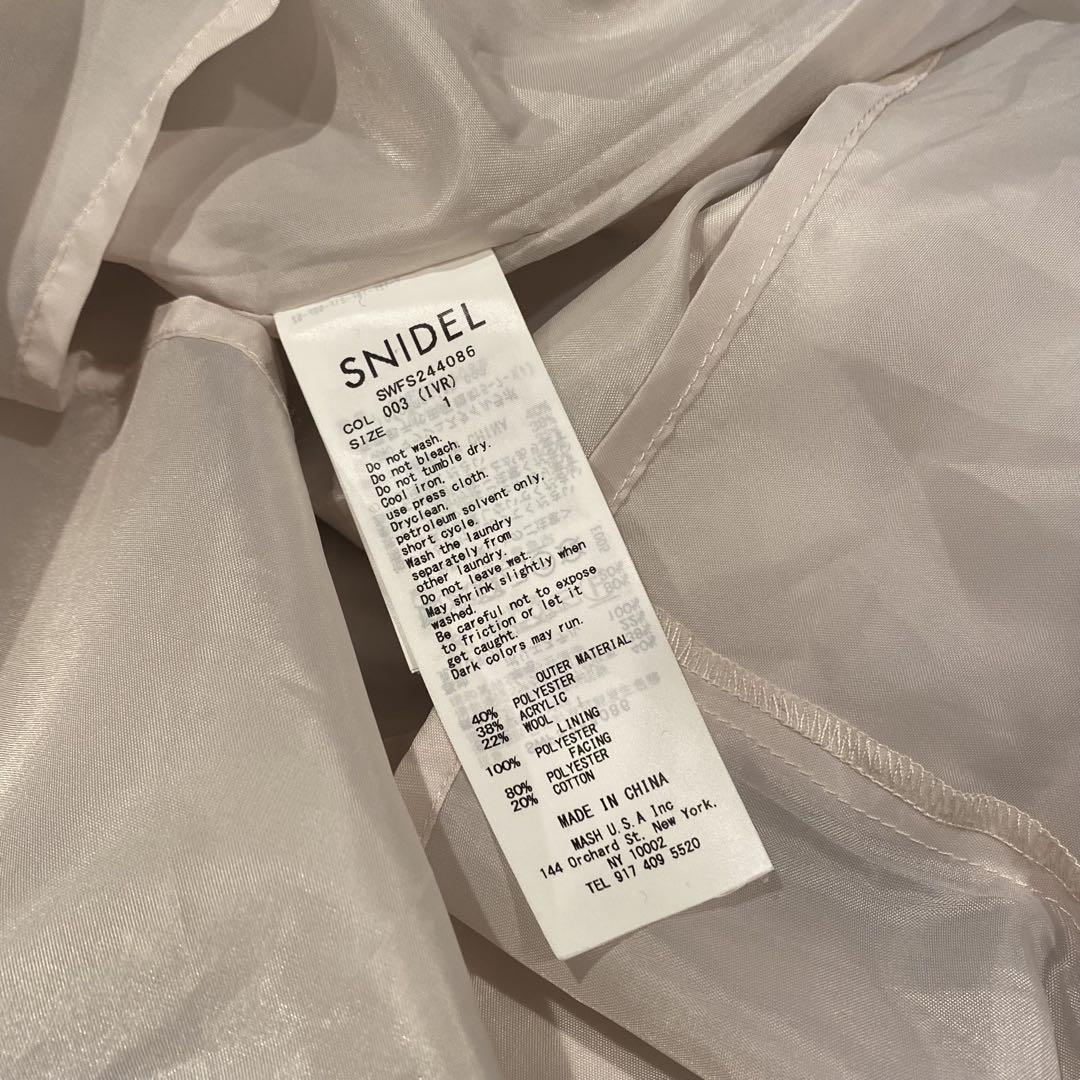 SNIDEL
SWFS244086
COL 003 (IVR)
SIZE 1
Do not wash.
Do not bleach.
Do not tumble dry.
Cool iron,
use press cloth.
Dryclean,
petroleum solvent only,
short cycle.
Wash the laundry
separately from
other laundry.
Do not leave wet.
May shrink slightly when
washed.
Be careful not to expose
to friction or let it
get caught.
Dark colors may run.
OUTER MATERIAL
40% POLYESTER
38% ACRYLIC
22% WOOL
LINING
100% POLYESTER
FACING
80% POLYESTER
20% COTTON
MADE IN CHINA
MASH U.S.A Inc
144 Orchard St, New York,
NY 10002
TEL 917 409 5520